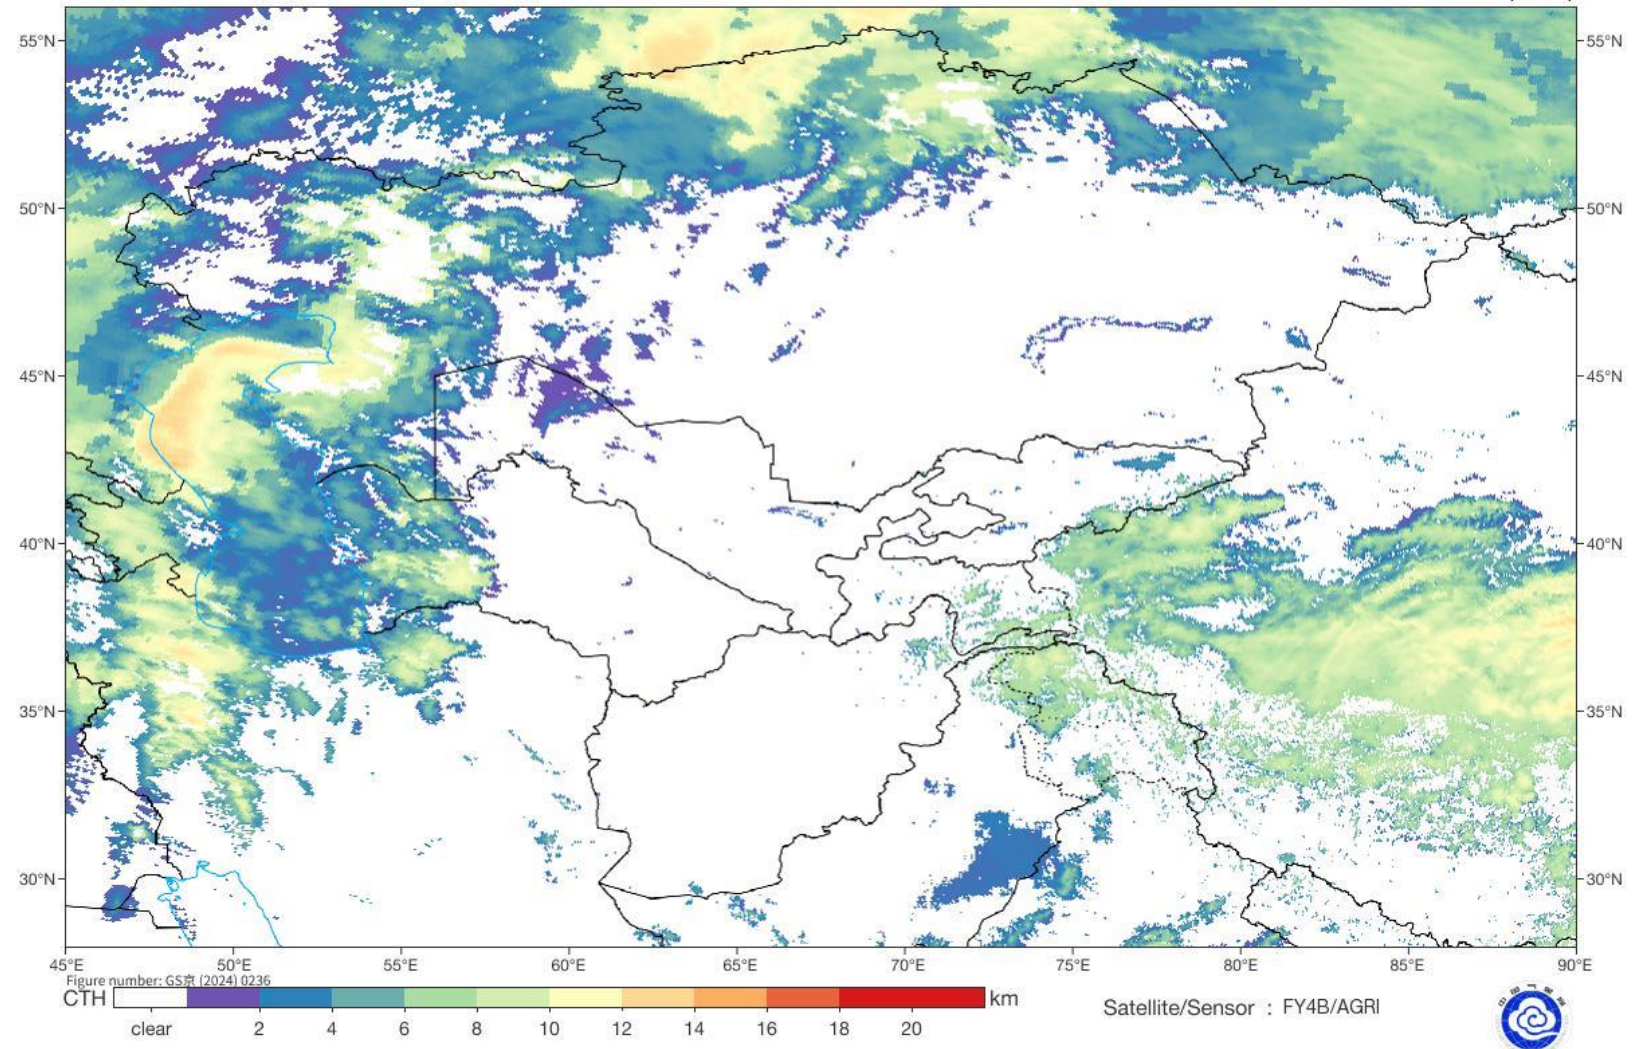 55°N 55°N
50°N 50°N
45°N 45°N
40°N 40°N
35°N 35°N
30°N 30°N
45°E 50°E 55°E 60°E 65°E 70°E 75°E 80°E 85°E 90°E
Figure number: GS京 (2024) 0236
CTH km
clear 2 4 6 8 10 12 14 16 18 20
Satellite/Sensor : FY4B/AGRI